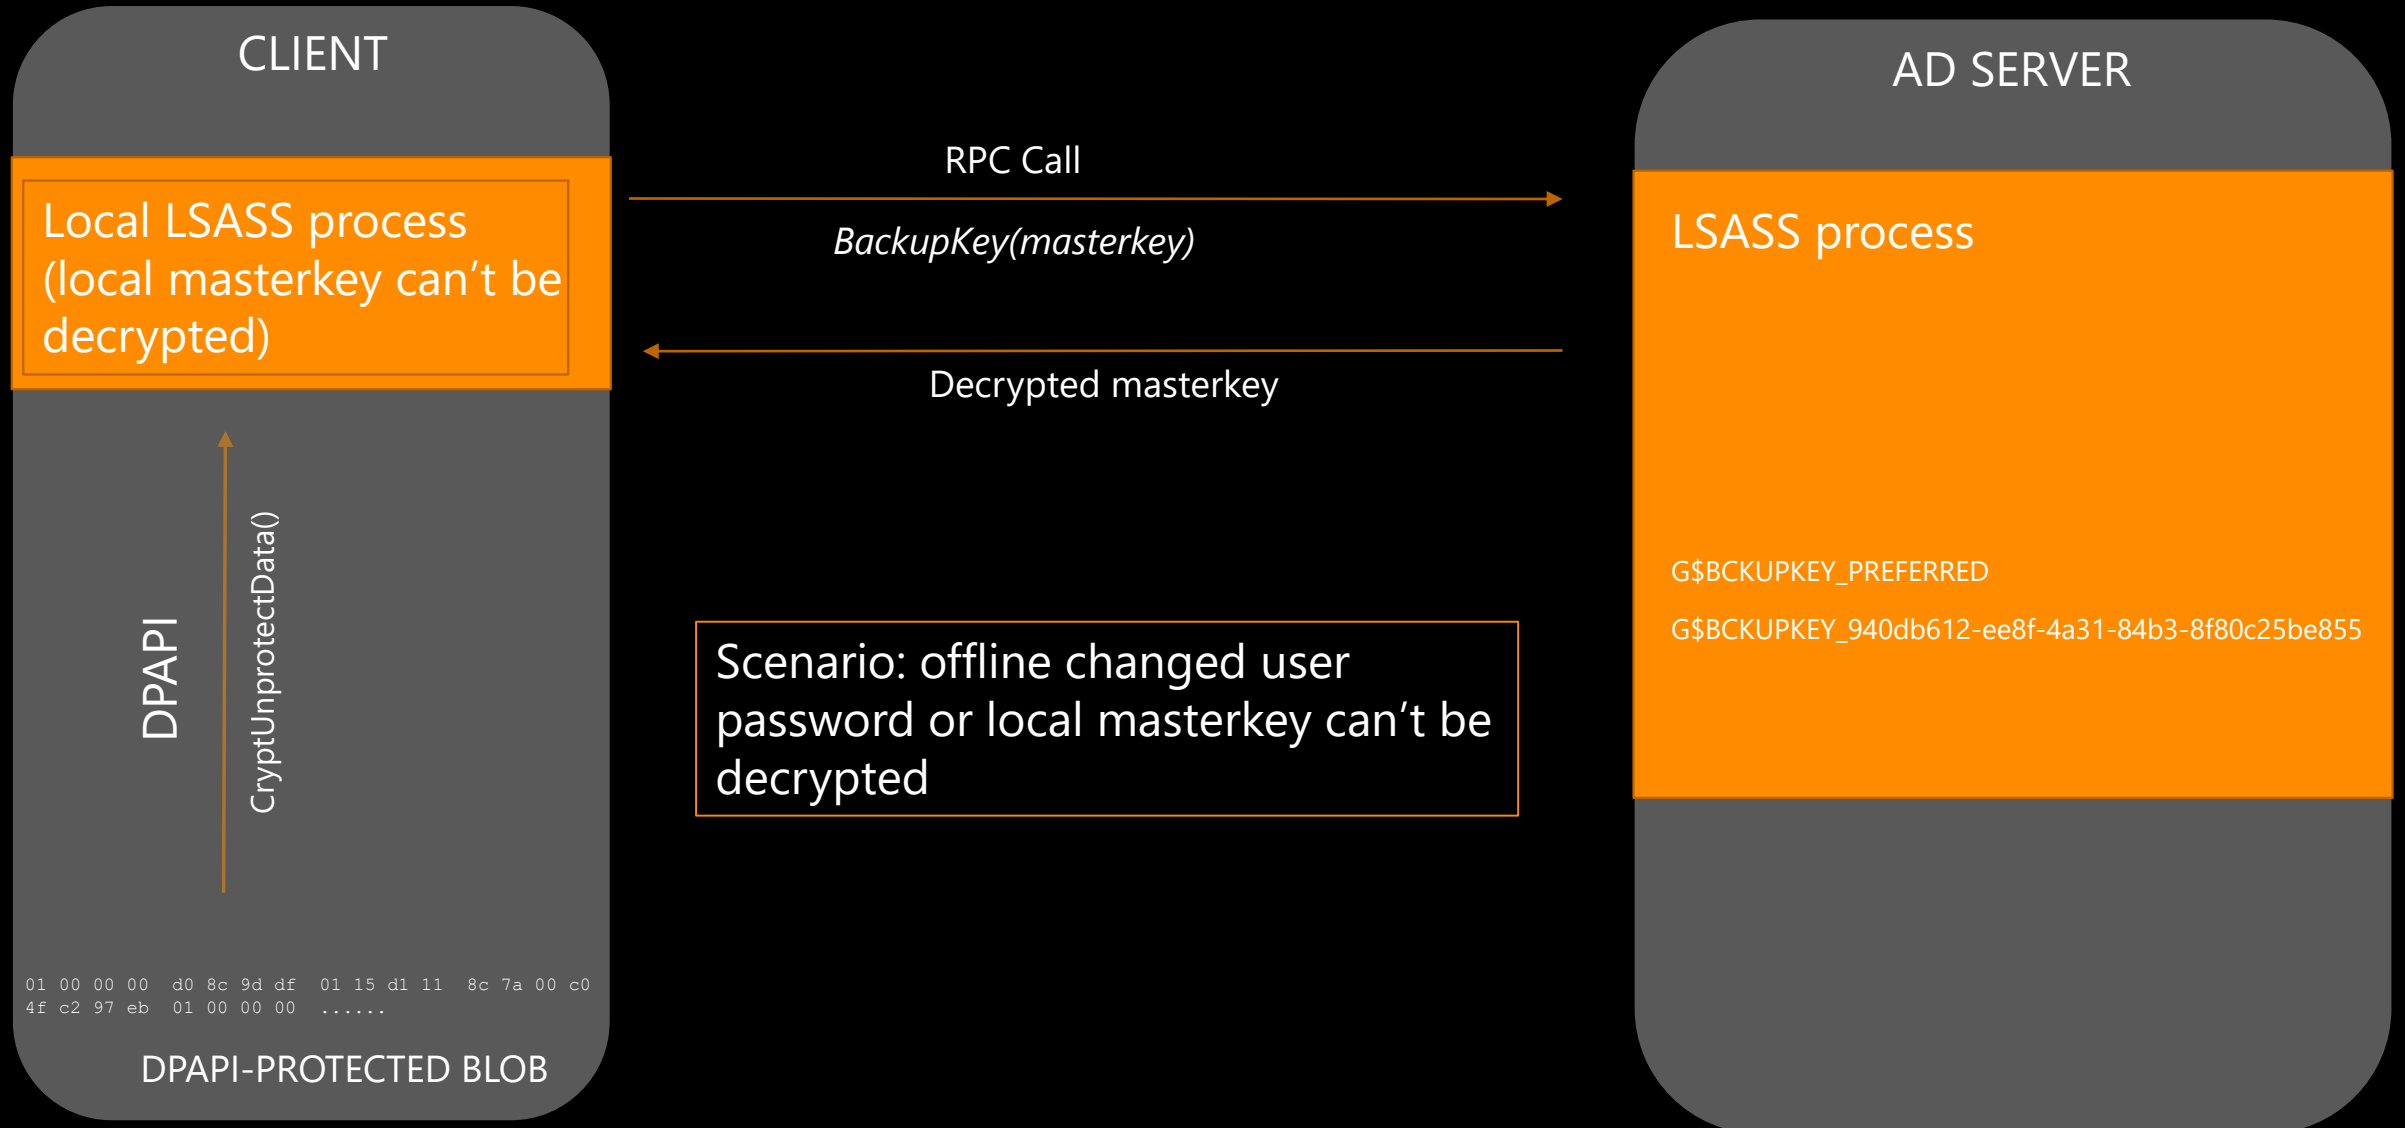 CLIENT
Local LSASS process
(local masterkey can't be
decrypted)
DPAPI
CryptUnprotectData()
01 00 00 00  d0 8c 9d df  01 15 d1 11  8c 7a 00 c0
4f c2 97 eb  01 00 00 00  ......
DPAPI-PROTECTED BLOB
RPC Call
BackupKey(masterkey)
Decrypted masterkey
Scenario: offline changed user
password or local masterkey can't be
decrypted
AD SERVER
LSASS process
G$BCKUPKEY_PREFERRED
G$BCKUPKEY_940db612-ee8f-4a31-84b3-8f80c25be855